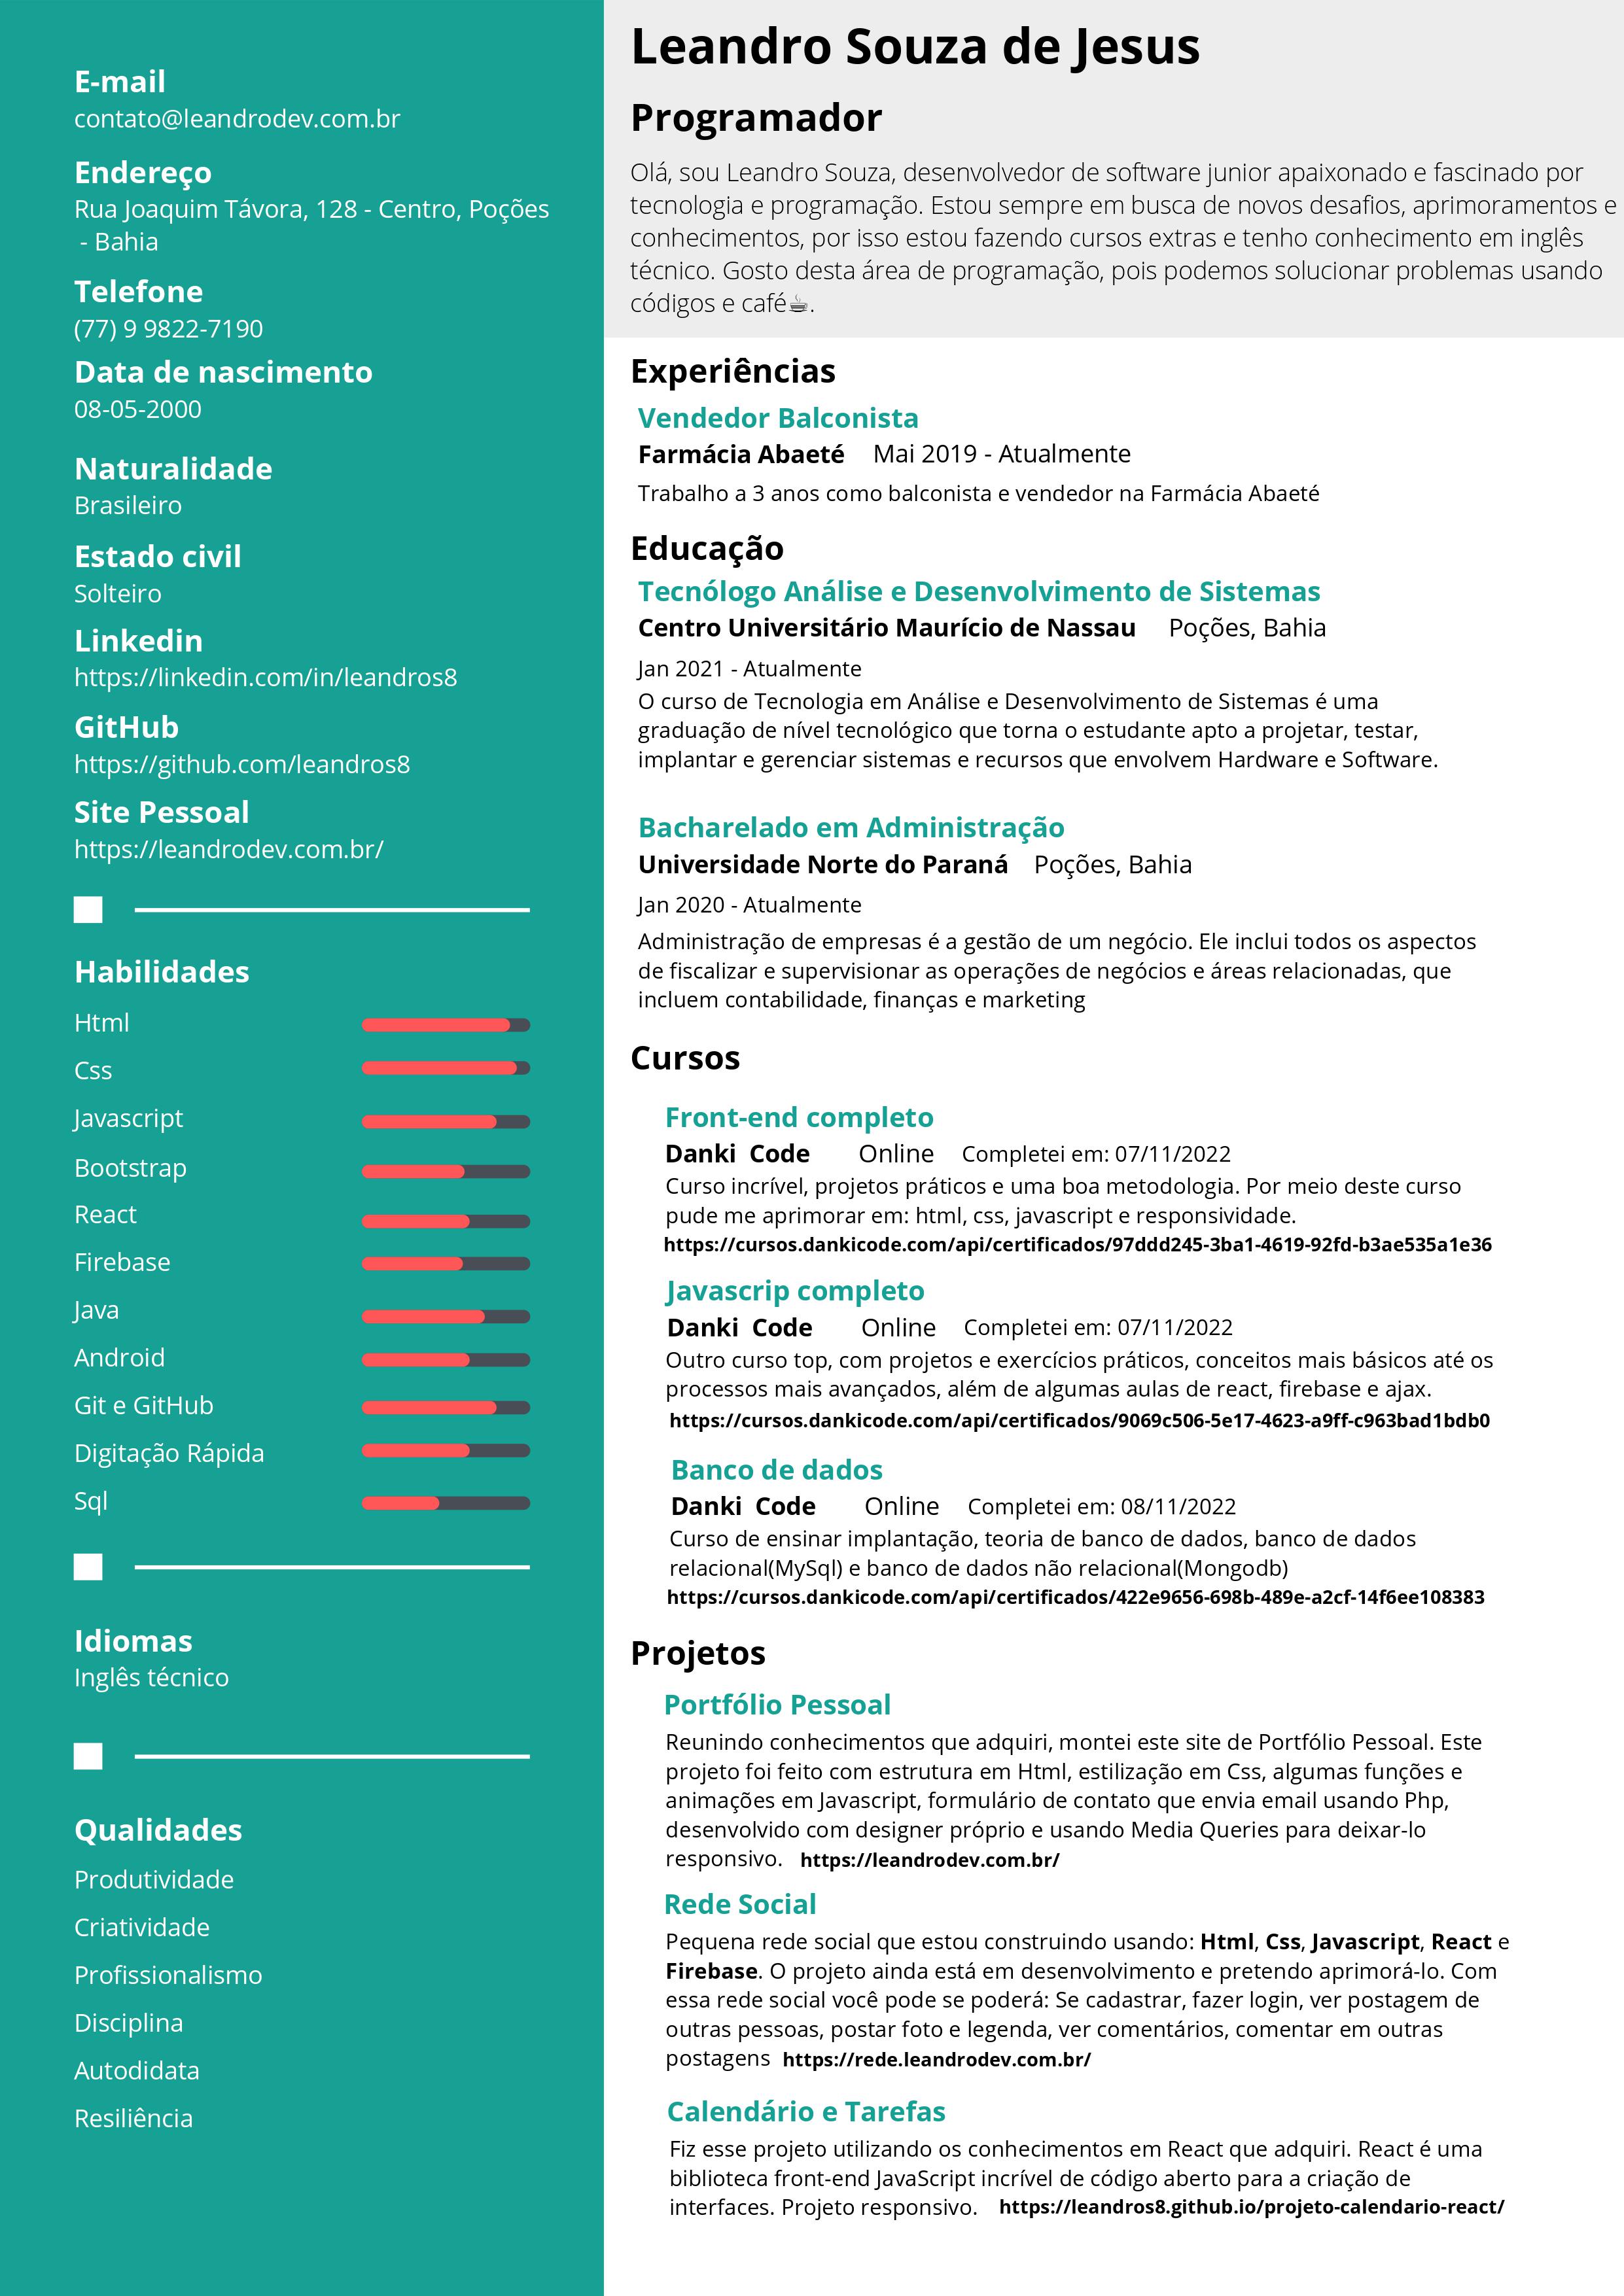 E-mail
contato@leandrodev.com.br
Endereço
Rua Joaquim Távora, 128 - Centro, Poções
- Bahia
Telefone
(77) 9 9822-7190
Data de nascimento
08-05-2000
Naturalidade
Brasileiro
Estado civil
Solteiro
Linkedin
https://linkedin.com/in/leandros8
GitHub
https://github.com/leandros8
Site Pessoal
https://leandrodev.com.br/
Habilidades
Html
Css
Javascript
Bootstrap
React
Firebase
Java
Android
Git e GitHub
Digitação Rápida
Sql
Idiomas
Inglês técnico
Qualidades
Produtividade
Criatividade
Profissionalismo
Disciplina
Autodidata
Resiliência
Leandro Souza de Jesus
Programador
Olá, sou Leandro Souza, desenvolvedor de software junior apaixonado e fascinado por
tecnologia e programação. Estou sempre em busca de novos desafios, aprimoramentos e
conhecimentos, por isso estou fazendo cursos extras e tenho conhecimento em inglês
técnico. Gosto desta área de programação, pois podemos solucionar problemas usando
códigos e café☕.
Experiências
Vendedor Balconista
Farmácia Abaeté Mai 2019 - Atualmente
Trabalho a 3 anos como balconista e vendedor na Farmácia Abaeté
Educação
Tecnólogo Análise e Desenvolvimento de Sistemas
Centro Universitário Maurício de Nassau Poções, Bahia
Jan 2021 - Atualmente
O curso de Tecnologia em Análise e Desenvolvimento de Sistemas é uma
graduação de nível tecnológico que torna o estudante apto a projetar, testar,
implantar e gerenciar sistemas e recursos que envolvem Hardware e Software.
Bacharelado em Administração
Universidade Norte do Paraná Poções, Bahia
Jan 2020 - Atualmente
Administração de empresas é a gestão de um negócio. Ele inclui todos os aspectos
de fiscalizar e supervisionar as operações de negócios e áreas relacionadas, que
incluem contabilidade, finanças e marketing
Cursos
Front-end completo
Danki Code Online Completei em: 07/11/2022
Curso incrível, projetos práticos e uma boa metodologia. Por meio deste curso
pude me aprimorar em: html, css, javascript e responsividade.
https://cursos.dankicode.com/api/certificados/97ddd245-3ba1-4619-92fd-b3ae535a1e36
Javascrip completo
Danki Code Online Completei em: 07/11/2022
Outro curso top, com projetos e exercícios práticos, conceitos mais básicos até os
processos mais avançados, além de algumas aulas de react, firebase e ajax.
https://cursos.dankicode.com/api/certificados/9069c506-5e17-4623-a9ff-c963bad1bdb0
Banco de dados
Danki Code Online Completei em: 08/11/2022
Curso de ensinar implantação, teoria de banco de dados, banco de dados
relacional(MySql) e banco de dados não relacional(Mongodb)
https://cursos.dankicode.com/api/certificados/422e9656-698b-489e-a2cf-14f6ee108383
Projetos
Portfólio Pessoal
Reunindo conhecimentos que adquiri, montei este site de Portfólio Pessoal. Este
projeto foi feito com estrutura em Html, estilização em Css, algumas funções e
animações em Javascript, formulário de contato que envia email usando Php,
desenvolvido com designer próprio e usando Media Queries para deixar-lo
responsivo. https://leandrodev.com.br/
Rede Social
Pequena rede social que estou construindo usando: Html, Css, Javascript, React e
Firebase. O projeto ainda está em desenvolvimento e pretendo aprimorá-lo. Com
essa rede social você pode se poderá: Se cadastrar, fazer login, ver postagem de
outras pessoas, postar foto e legenda, ver comentários, comentar em outras
postagens https://rede.leandrodev.com.br/
Calendário e Tarefas
Fiz esse projeto utilizando os conhecimentos em React que adquiri. React é uma
biblioteca front-end JavaScript incrível de código aberto para a criação de
interfaces. Projeto responsivo. https://leandros8.github.io/projeto-calendario-react/